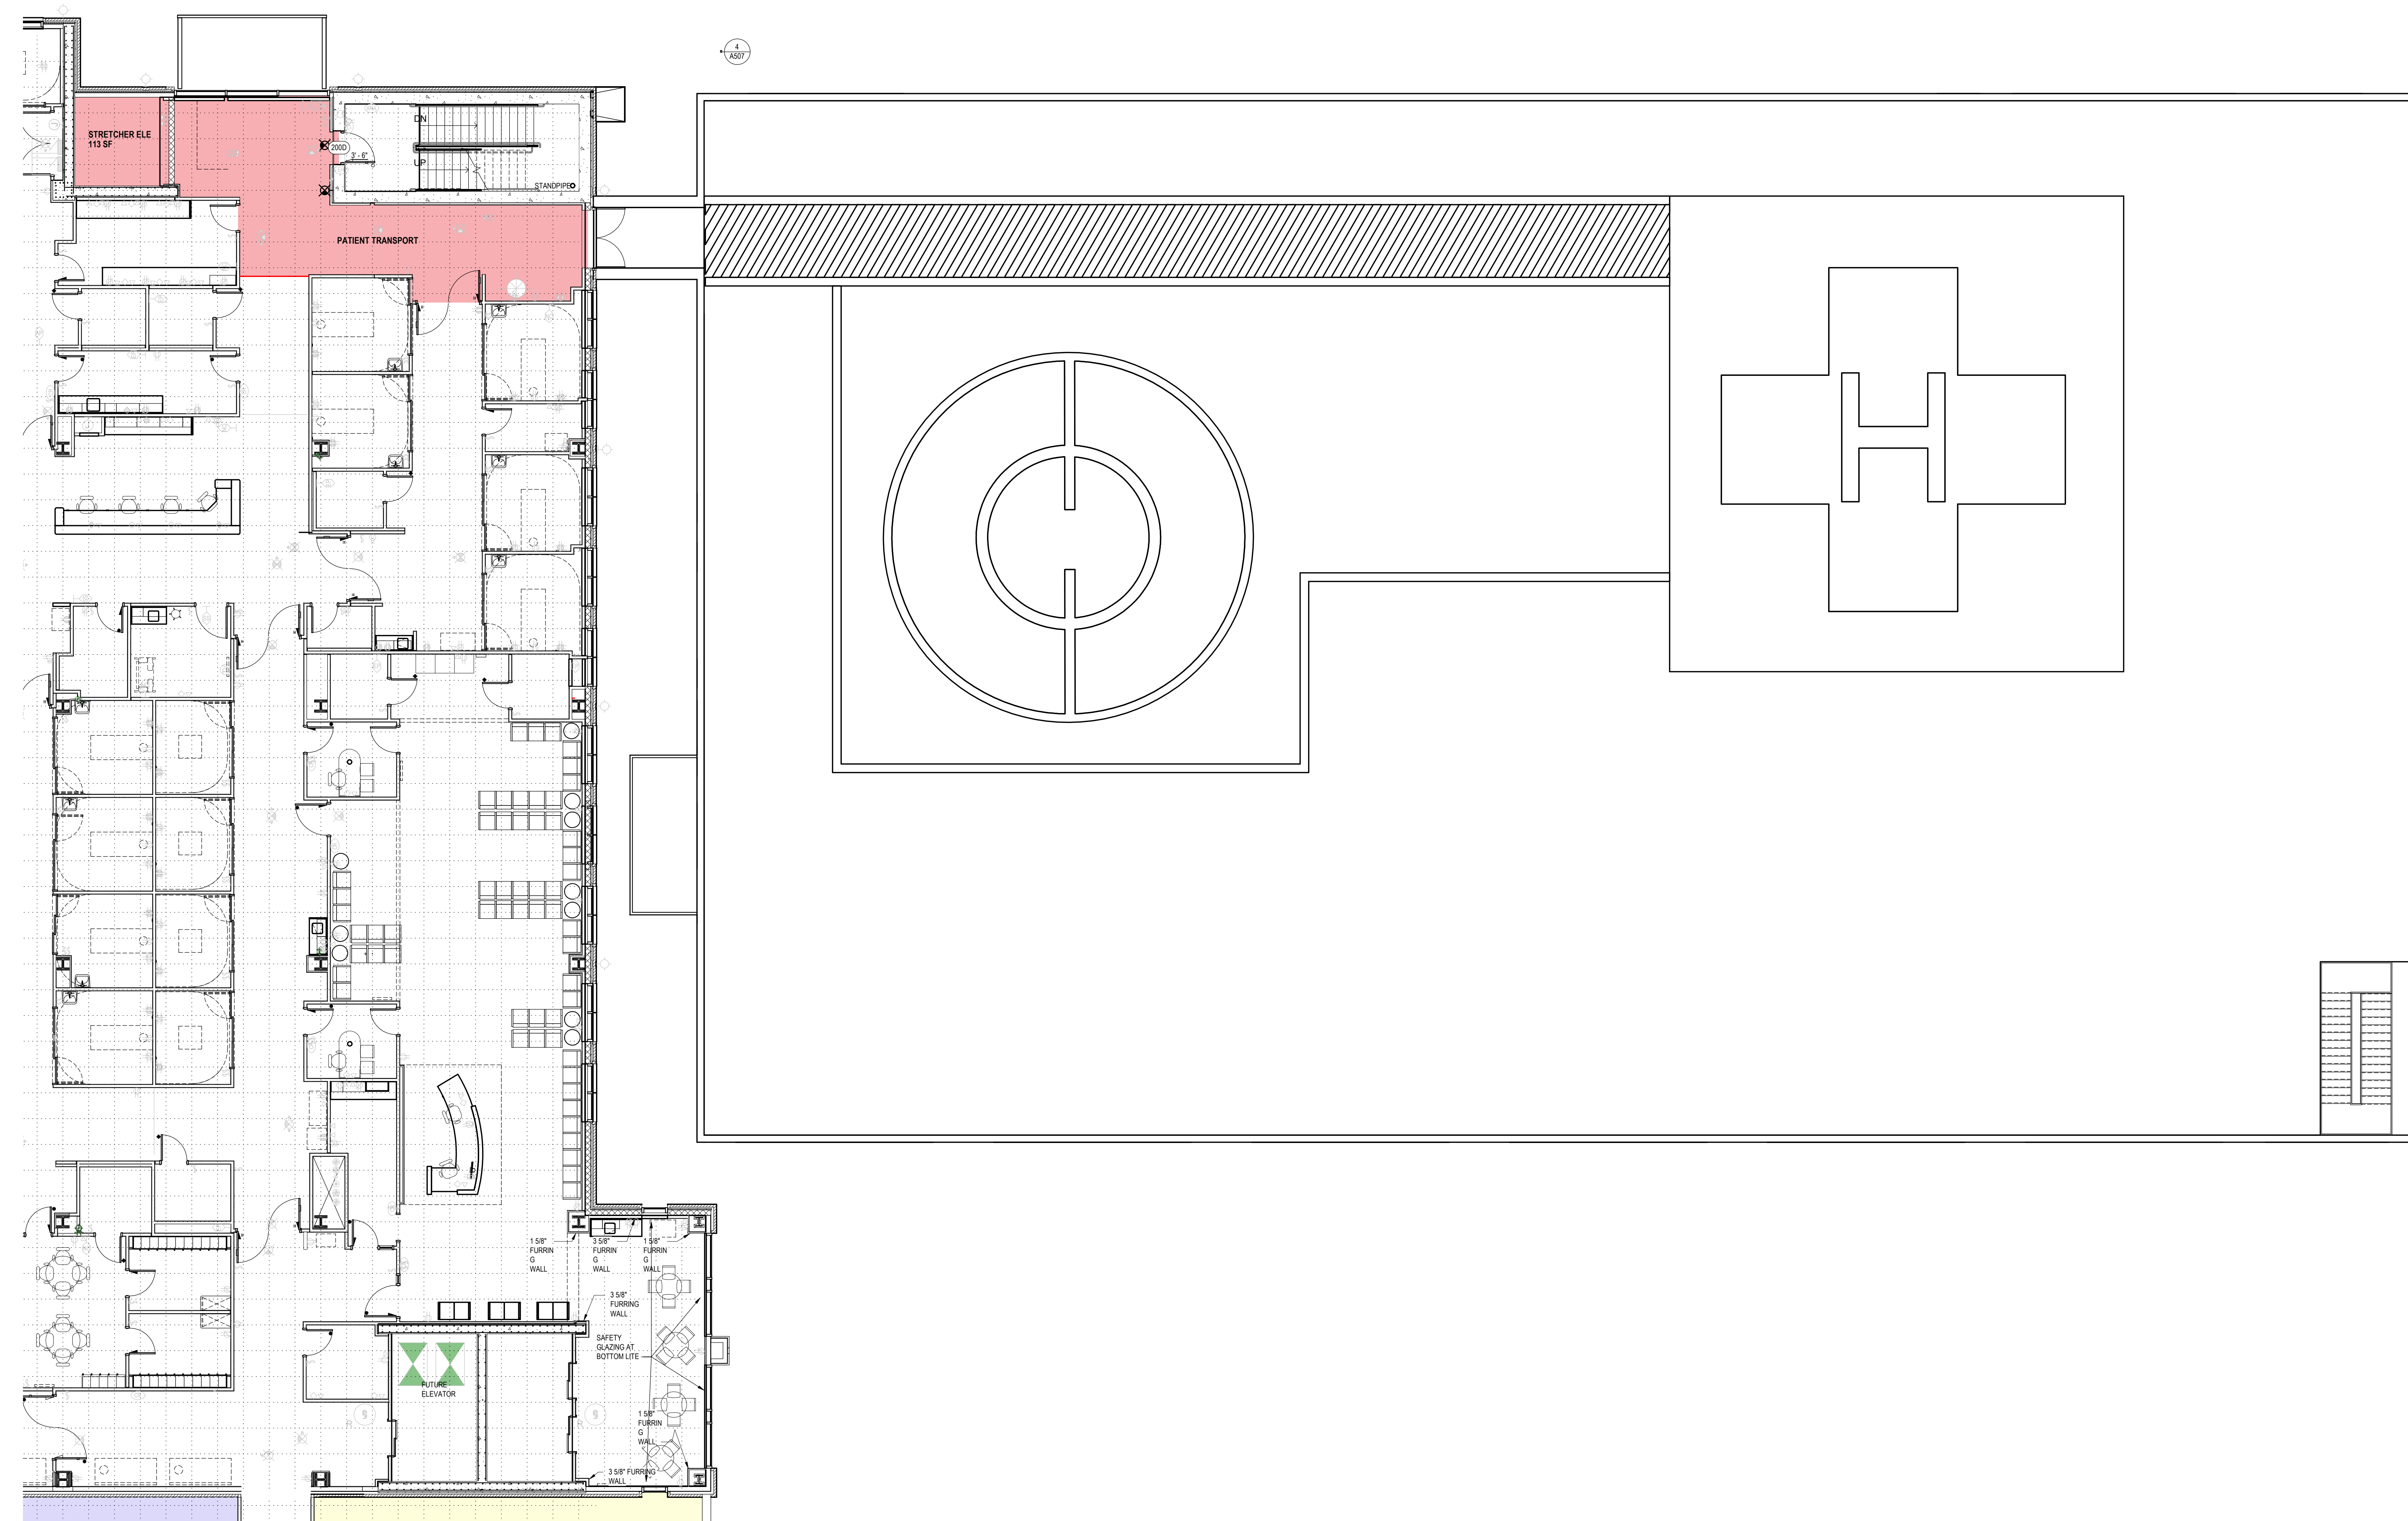 4
A507
STRETCHER ELE
113 SF
DN
200D
3' - 6"
UP
STANDPIPE
PATIENT TRANSPORT
H
1 5/8"
FURRIN
G
WALL
3 5/8"
FURRIN
G
WALL
1 5/8"
FURRIN
G
WALL
3 5/8"
FURRING
WALL
SAFETY
GLAZING AT
BOTTOM LITE
FUTURE
ELEVATOR
1 5/8"
FURRIN
G
WALL
3 5/8" FURRING
WALL